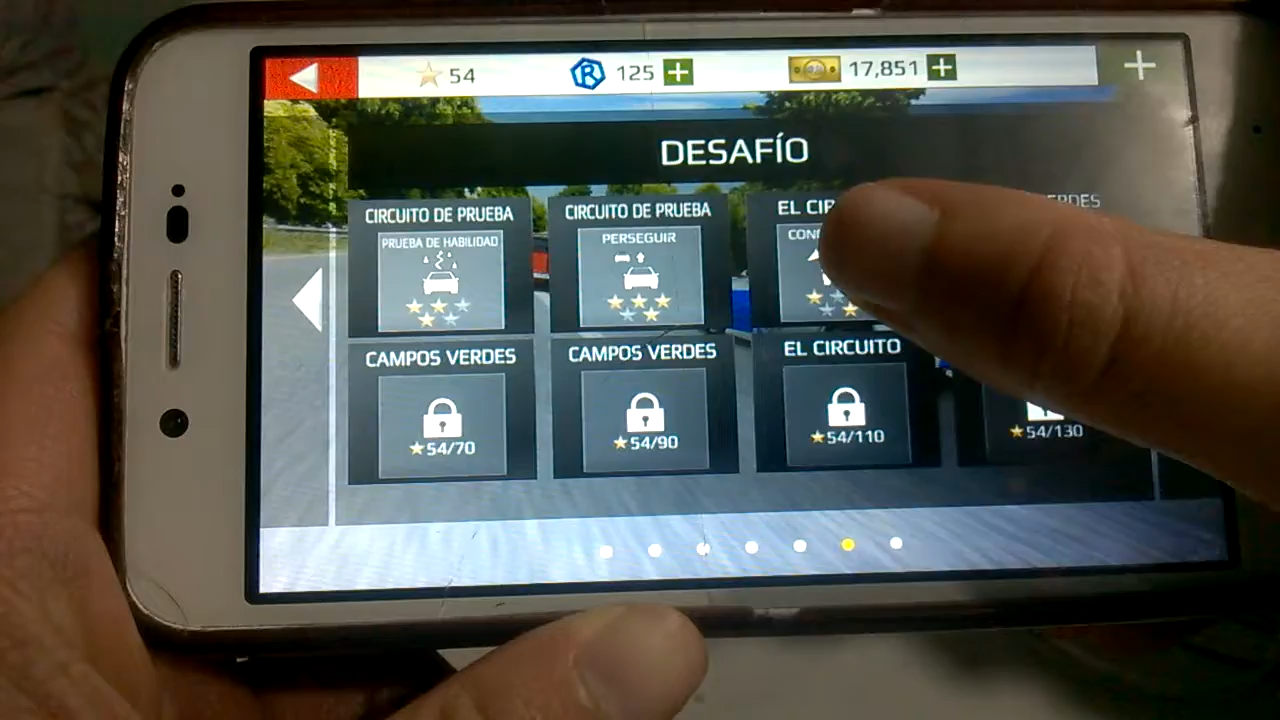 54 125 17,851
DESAFÍO
CIRCUITO DE PRUEBA
PRUEBA DE HABILIDAD
CIRCUITO DE PRUEBA
PERSEGUIR
EL
CAMPOS VERDES
54/70
CAMPOS VERDES
54/90
EL CIRCUITO
54/110
54/130